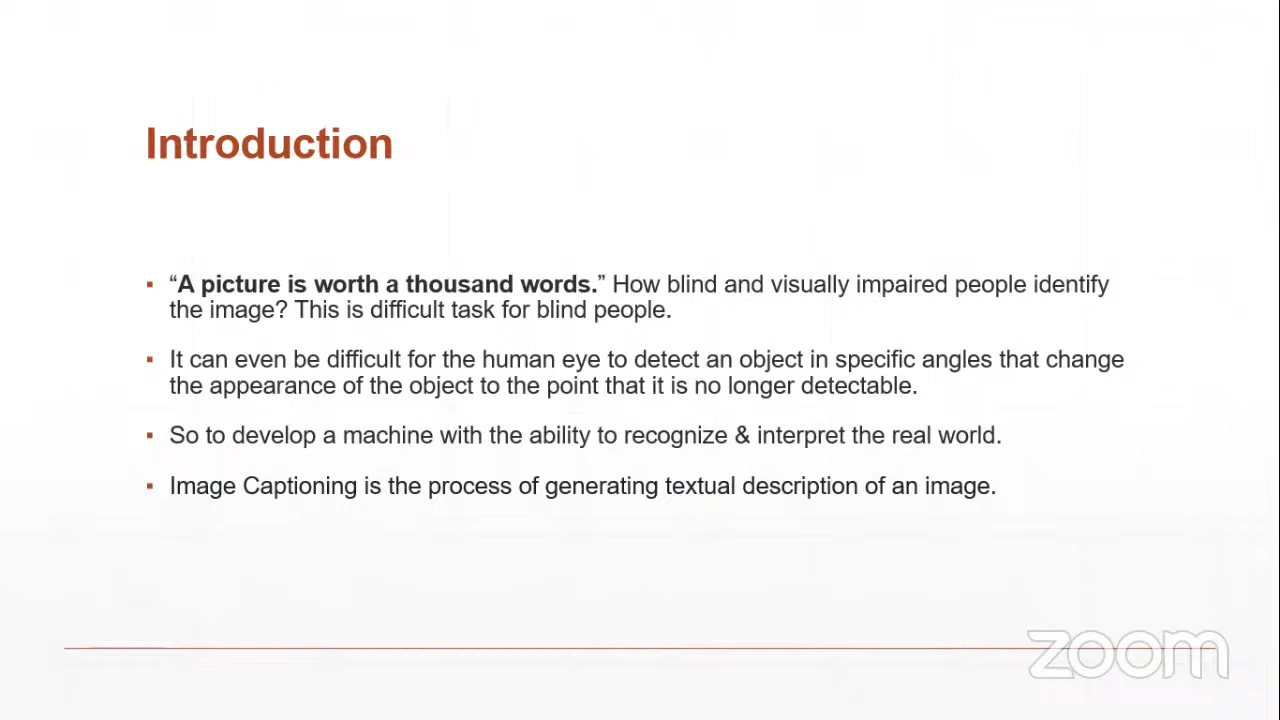 Introduction
▪ “A picture is worth a thousand words.” How blind and visually impaired people identify
the image? This is difficult task for blind people.
▪ It can even be difficult for the human eye to detect an object in specific angles that change
the appearance of the object to the point that it is no longer detectable.
▪ So to develop a machine with the ability to recognize & interpret the real world.
▪ Image Captioning is the process of generating textual description of an image.
zoom